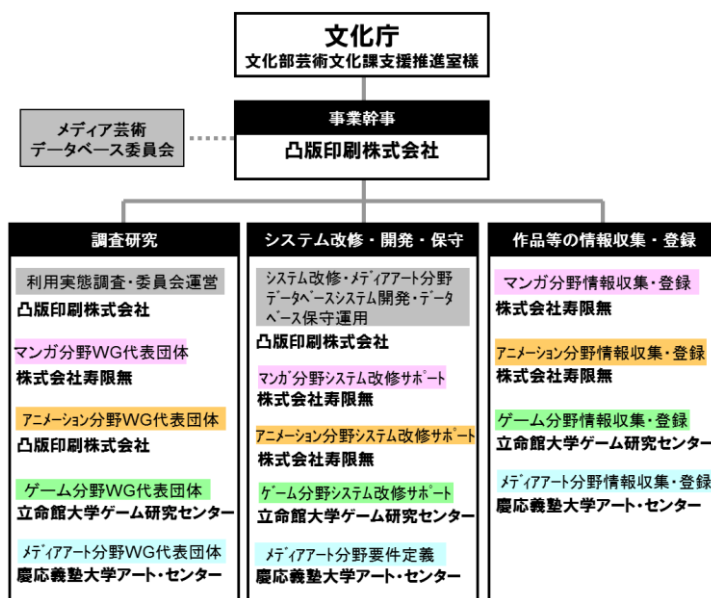 文化庁
文化部芸術文化課支援推進室様
メディア芸術
データベース委員会
事業幹事
凸版印刷株式会社
調査研究
利用実態調査・委員会運営
凸版印刷株式会社
マンガ分野WG代表団体
株式会社寿限無
アニメーション分野WG代表団体
凸版印刷株式会社
ゲーム分野WG代表団体
立命館大学ゲーム研究センター
メディアアート分野WG代表団体
慶応義塾大学アート・センター
システム改修・開発・保守
システム改修・メディアアート分野
データベースシステム開発・データ
ベース保守運用
凸版印刷株式会社
マンガ分野システム改修サポート
株式会社寿限無
アニメーション分野システム改修サポート
株式会社寿限無
ゲーム分野システム改修サポート
立命館大学ゲーム研究センター
メディアアート分野要件定義
慶応義塾大学アート・センター
作品等の情報収集・登録
マンガ分野情報収集・登録
株式会社寿限無
アニメーション分野情報収集・登録
株式会社寿限無
ゲーム分野情報収集・登録
立命館大学ゲーム研究センター
メディアアート分野情報収集・登録
慶応義塾大学アート・センター